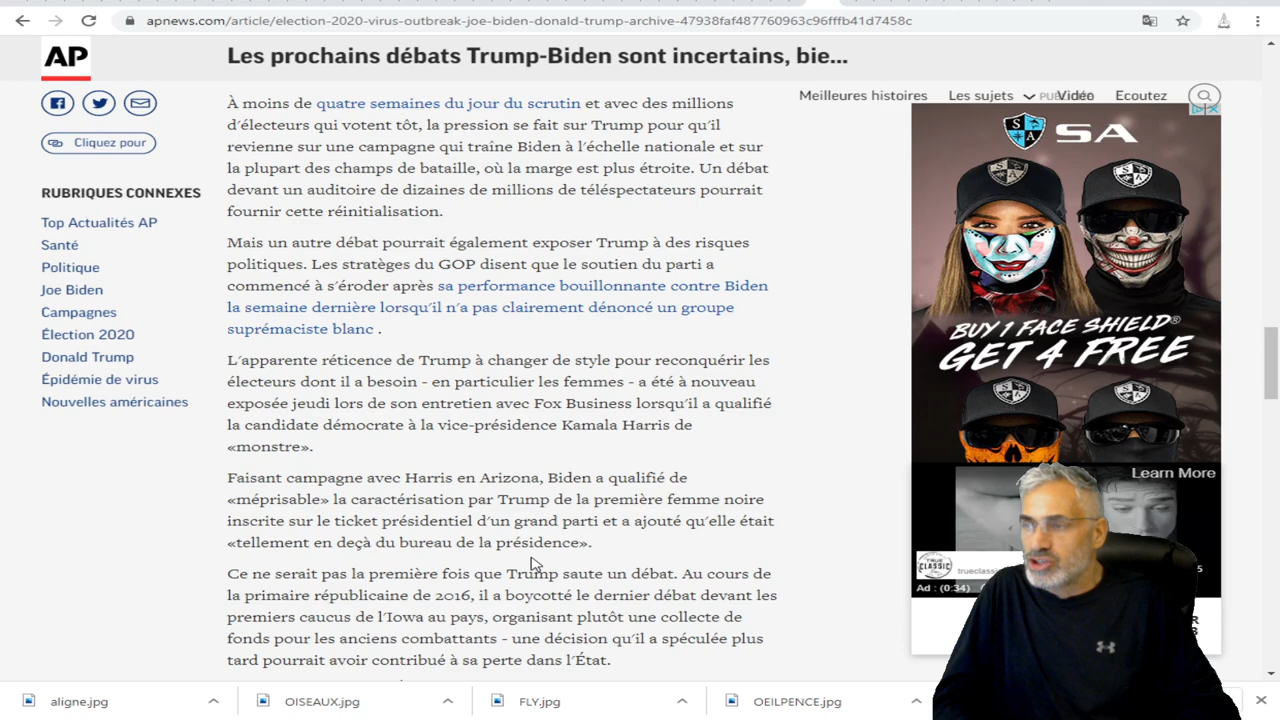 apnews.com/article/election-2020-virus-outbreak-joe-biden-donald-trump-archive-47938faf487760963c96fffb41d7458c
AP
Les prochains débats Trump-Biden sont incertains, bie...
Meilleures histoires
Les sujets
PUBLICITÉ
Vidéo
Ecoutez
Cliquez pour
RUBRIQUES CONNEXES
Top Actualités AP
Santé
Politique
Joe Biden
Campagnes
Élection 2020
Donald Trump
Épidémie de virus
Nouvelles américaines
À moins de quatre semaines du jour du scrutin et avec des millions
d'électeurs qui votent tôt, la pression se fait sur Trump pour qu'il
revienne sur une campagne qui traîne Biden à l'échelle nationale et sur
la plupart des champs de bataille, où la marge est plus étroite. Un débat
devant un auditoire de dizaines de millions de téléspectateurs pourrait
fournir cette réinitialisation.
Mais un autre débat pourrait également exposer Trump à des risques
politiques. Les stratèges du GOP disent que le soutien du parti a
commencé à s'éroder après sa performance bouillonnante contre Biden
la semaine dernière lorsqu'il n'a pas clairement dénoncé un groupe
suprémaciste blanc .
L'apparente réticence de Trump à changer de style pour reconquérir les
électeurs dont il a besoin - en particulier les femmes - a été à nouveau
exposée jeudi lors de son entretien avec Fox Business lorsqu'il a qualifié
la candidate démocrate à la vice-présidence Kamala Harris de
«monstre».
Faisant campagne avec Harris en Arizona, Biden a qualifié de
«méprisable» la caractérisation par Trump de la première femme noire
inscrite sur le ticket présidentiel d'un grand parti et a ajouté qu'elle était
«tellement en deçà du bureau de la présidence».
Ce ne serait pas la première fois que Trump saute un débat. Au cours de
la primaire républicaine de 2016, il a boycotté le dernier débat devant les
premiers caucus de l'Iowa au pays, organisant plutôt une collecte de
fonds pour les anciens combattants - une décision qu'il a spéculée plus
tard pourrait avoir contribué à sa perte dans l'État.
SA
BUY 1 FACE SHIELD®
GET 4 FREE
Learn More
TRUE
CLASSIC
trueclassic
Ad : (0:34)
aligne.jpg
OISEAUX.jpg
FLY.jpg
OEILPENCE.jpg